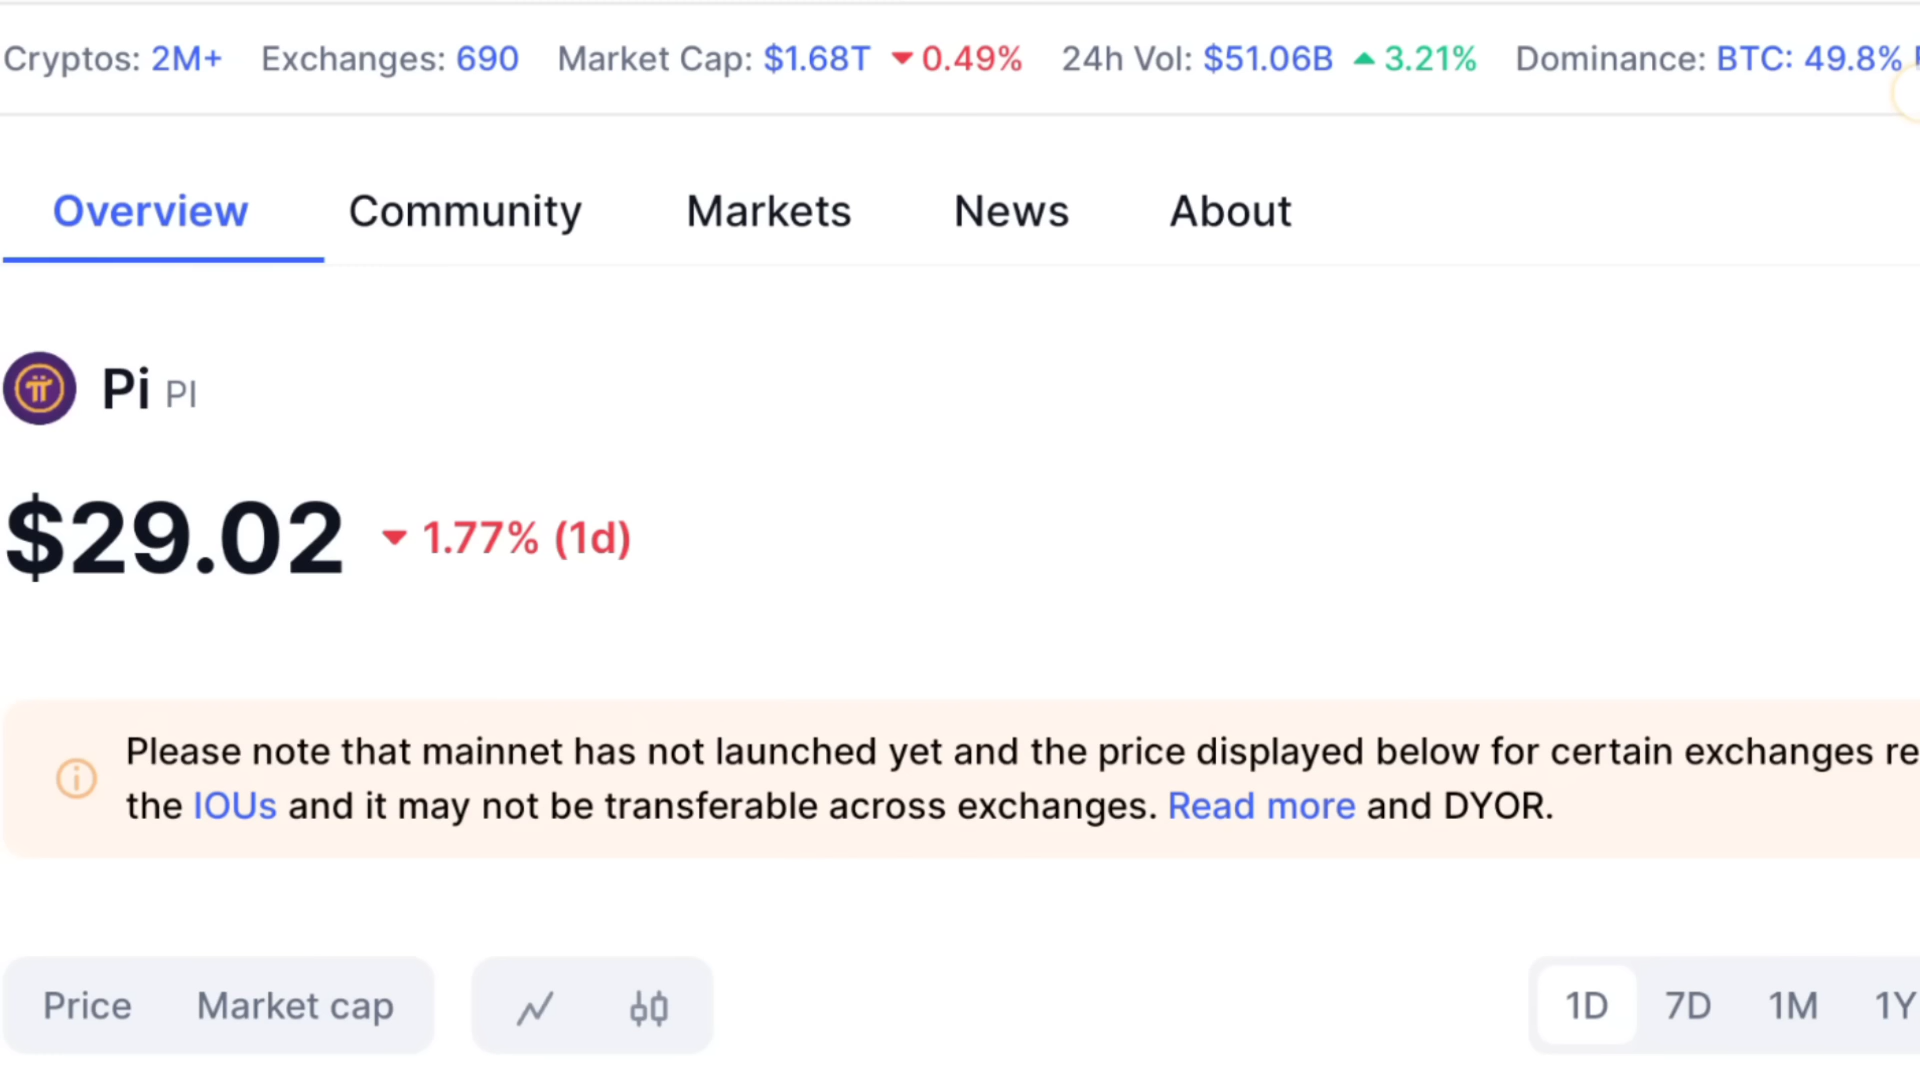 Cryptos: 2M+ Exchanges: 690 Market Cap: $1.68T 0.49% 24h Vol: $51.06B 3.21% Dominance: BTC: 49.8%
Overview Community Markets News About
Pi PI
$29.02 1.77% (1d)
Please note that mainnet has not launched yet and the price displayed below for certain exchanges re
the IOUs and it may not be transferable across exchanges. Read more and DYOR.
Price Market cap 1D 7D 1M 1Y